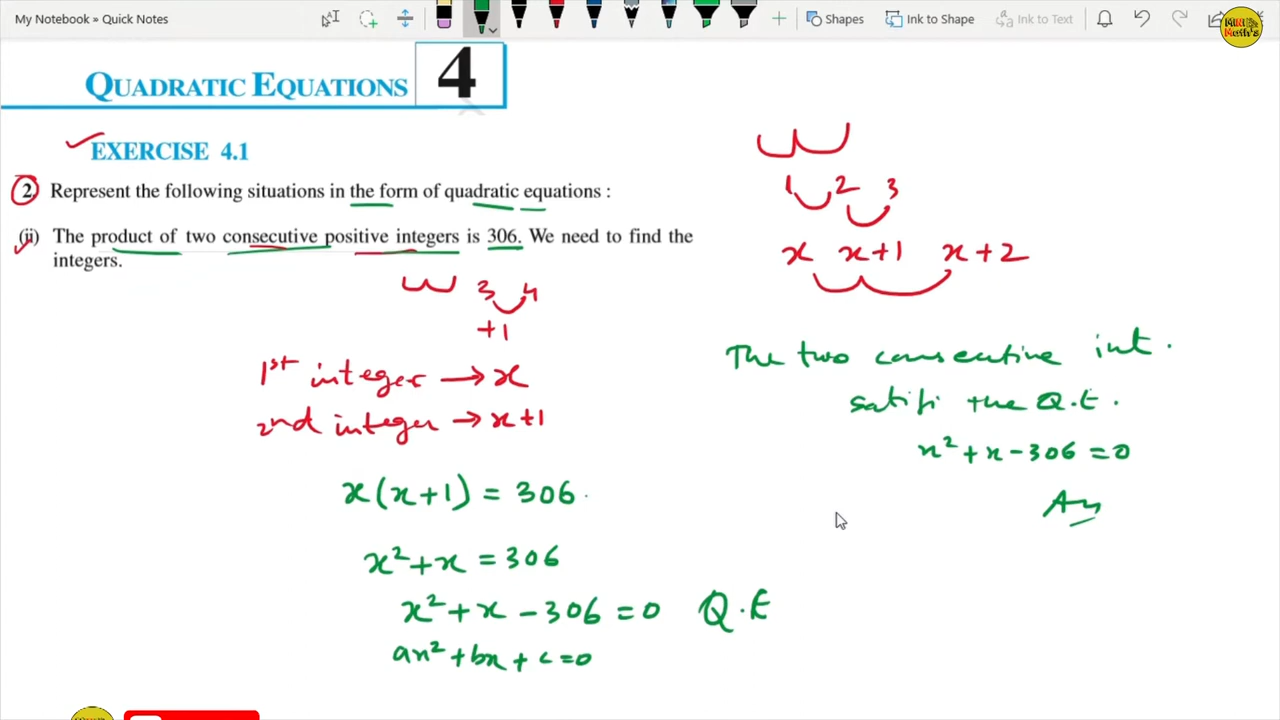 My Notebook » Quick Notes
Shapes
Ink to Shape
Ink to Text
MiNi Math's
QUADRATIC EQUATIONS 4
EXERCISE 4.1
2. Represent the following situations in the form of quadratic equations :
(ii) The product of two consecutive positive integers is 306. We need to find the
integers.
1 2 3
x x+1 x+2
3 4
+1
1st integer → x
2nd integer → x+1
x(x+1) = 306.
x² + x = 306
x² + x - 306 = 0 Q.E
ax² + bx + c = 0
The two consecutive int.
satifi the Q.E.
x² + x - 306 = 0
Ans